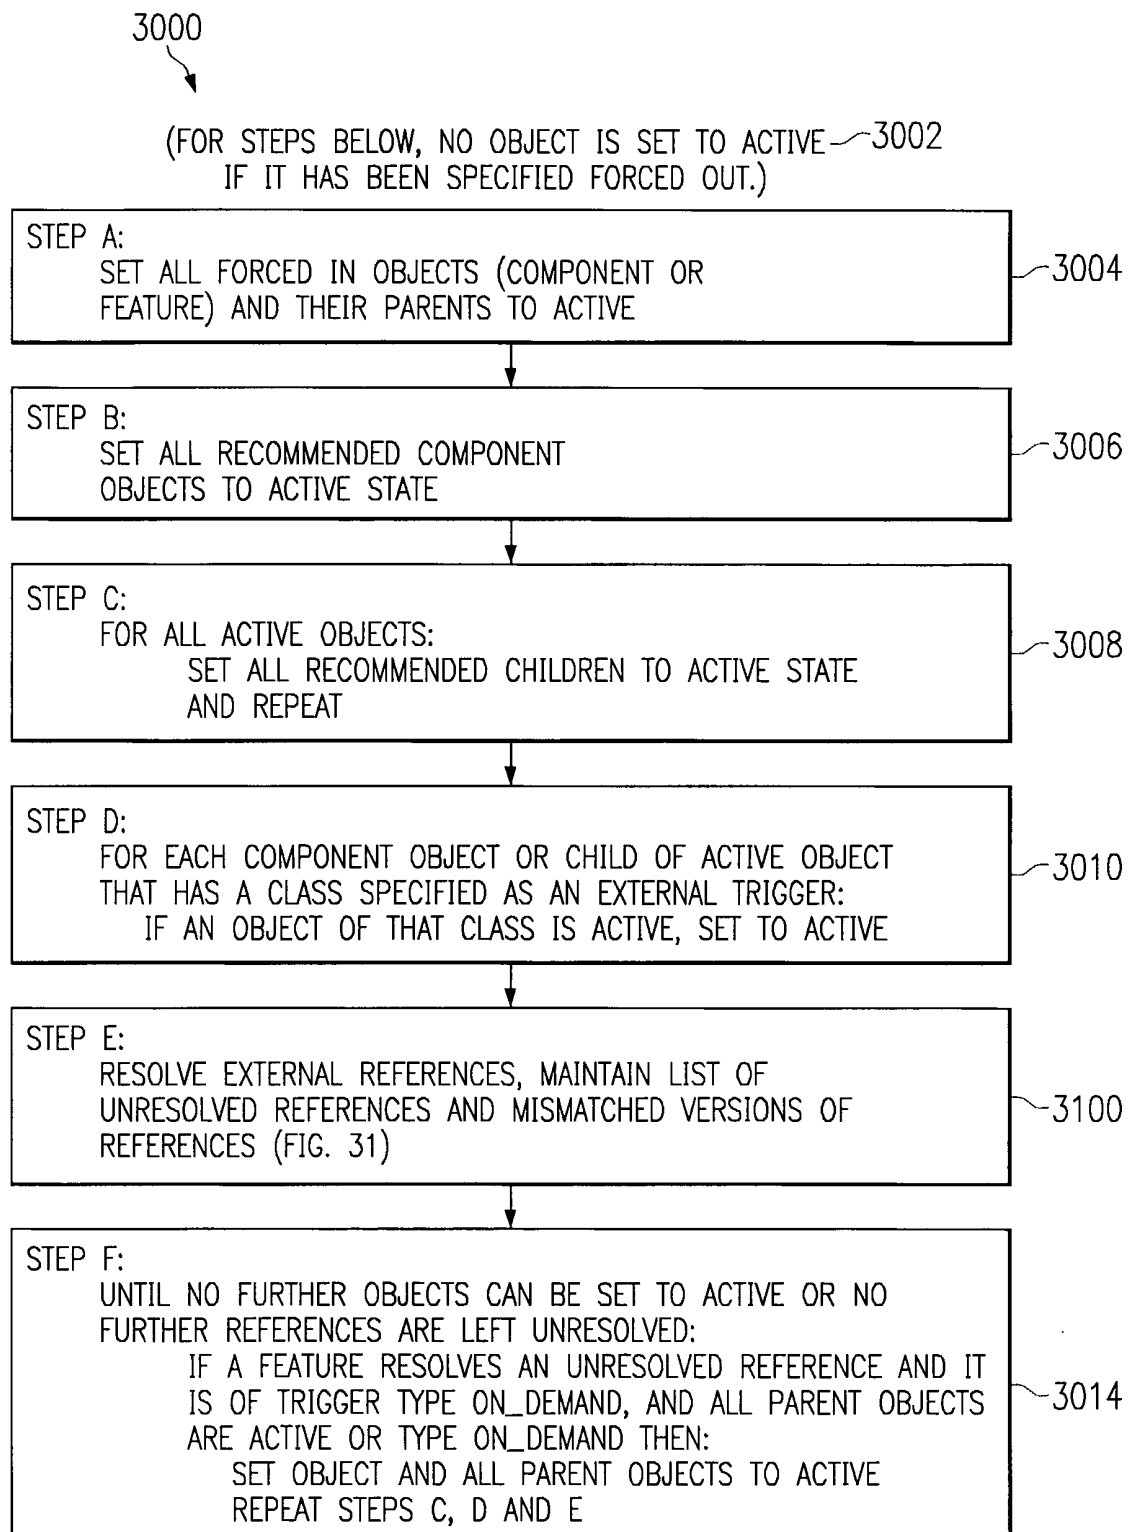 3000
(FOR STEPS BELOW, NO OBJECT IS SET TO ACTIVE 3002
IF IT HAS BEEN SPECIFIED FORCED OUT.)
STEP A:
SET ALL FORCED IN OBJECTS (COMPONENT OR
FEATURE) AND THEIR PARENTS TO ACTIVE
3004
STEP B:
SET ALL RECOMMENDED COMPONENT
OBJECTS TO ACTIVE STATE
3006
STEP C:
FOR ALL ACTIVE OBJECTS:
SET ALL RECOMMENDED CHILDREN TO ACTIVE STATE
AND REPEAT
3008
STEP D:
FOR EACH COMPONENT OBJECT OR CHILD OF ACTIVE OBJECT
THAT HAS A CLASS SPECIFIED AS AN EXTERNAL TRIGGER:
IF AN OBJECT OF THAT CLASS IS ACTIVE, SET TO ACTIVE
3010
STEP E:
RESOLVE EXTERNAL REFERENCES, MAINTAIN LIST OF
UNRESOLVED REFERENCES AND MISMATCHED VERSIONS OF
REFERENCES (FIG. 31)
3100
STEP F:
UNTIL NO FURTHER OBJECTS CAN BE SET TO ACTIVE OR NO
FURTHER REFERENCES ARE LEFT UNRESOLVED:
IF A FEATURE RESOLVES AN UNRESOLVED REFERENCE AND IT
IS OF TRIGGER TYPE ON_DEMAND, AND ALL PARENT OBJECTS
ARE ACTIVE OR TYPE ON_DEMAND THEN:
SET OBJECT AND ALL PARENT OBJECTS TO ACTIVE
REPEAT STEPS C, D AND E
3014